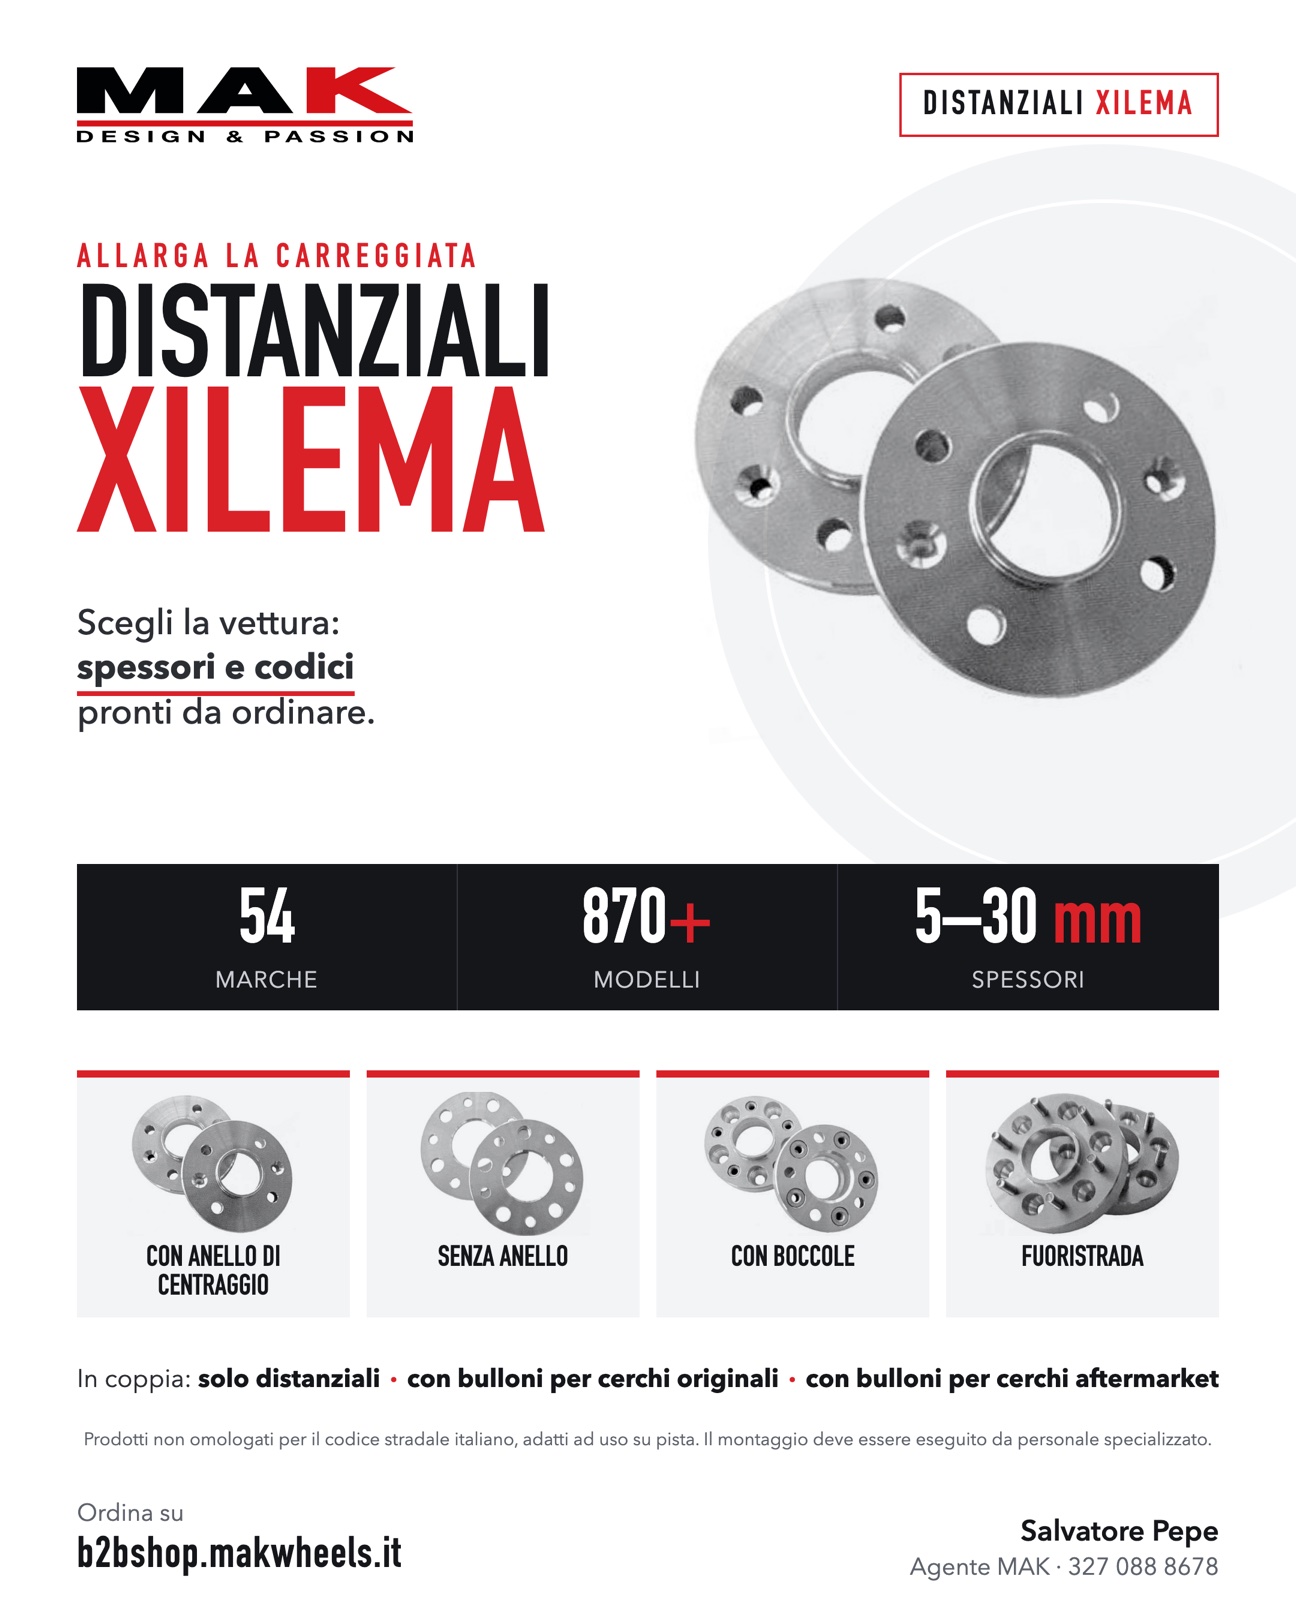 MAK
DESIGN & PASSION
DISTANZIALI XILEMA
ALLARGA LA CARREGGIATA
DISTANZIALI
XILEMA
Scegli la vettura:
spessori e codici
pronti da ordinare.
54
MARCHE
870+
MODELLI
5–30 mm
SPESSORI
CON ANELLO DI
CENTRAGGIO
SENZA ANELLO
CON BOCCOLE
FUORISTRADA
In coppia: solo distanziali • con bulloni per cerchi originali • con bulloni per cerchi aftermarket
Prodotti non omologati per il codice stradale italiano, adatti ad uso su pista. Il montaggio deve essere eseguito da personale specializzato.
Ordina su
b2bshop.makwheels.it
Salvatore Pepe
Agente MAK · 327 088 8678